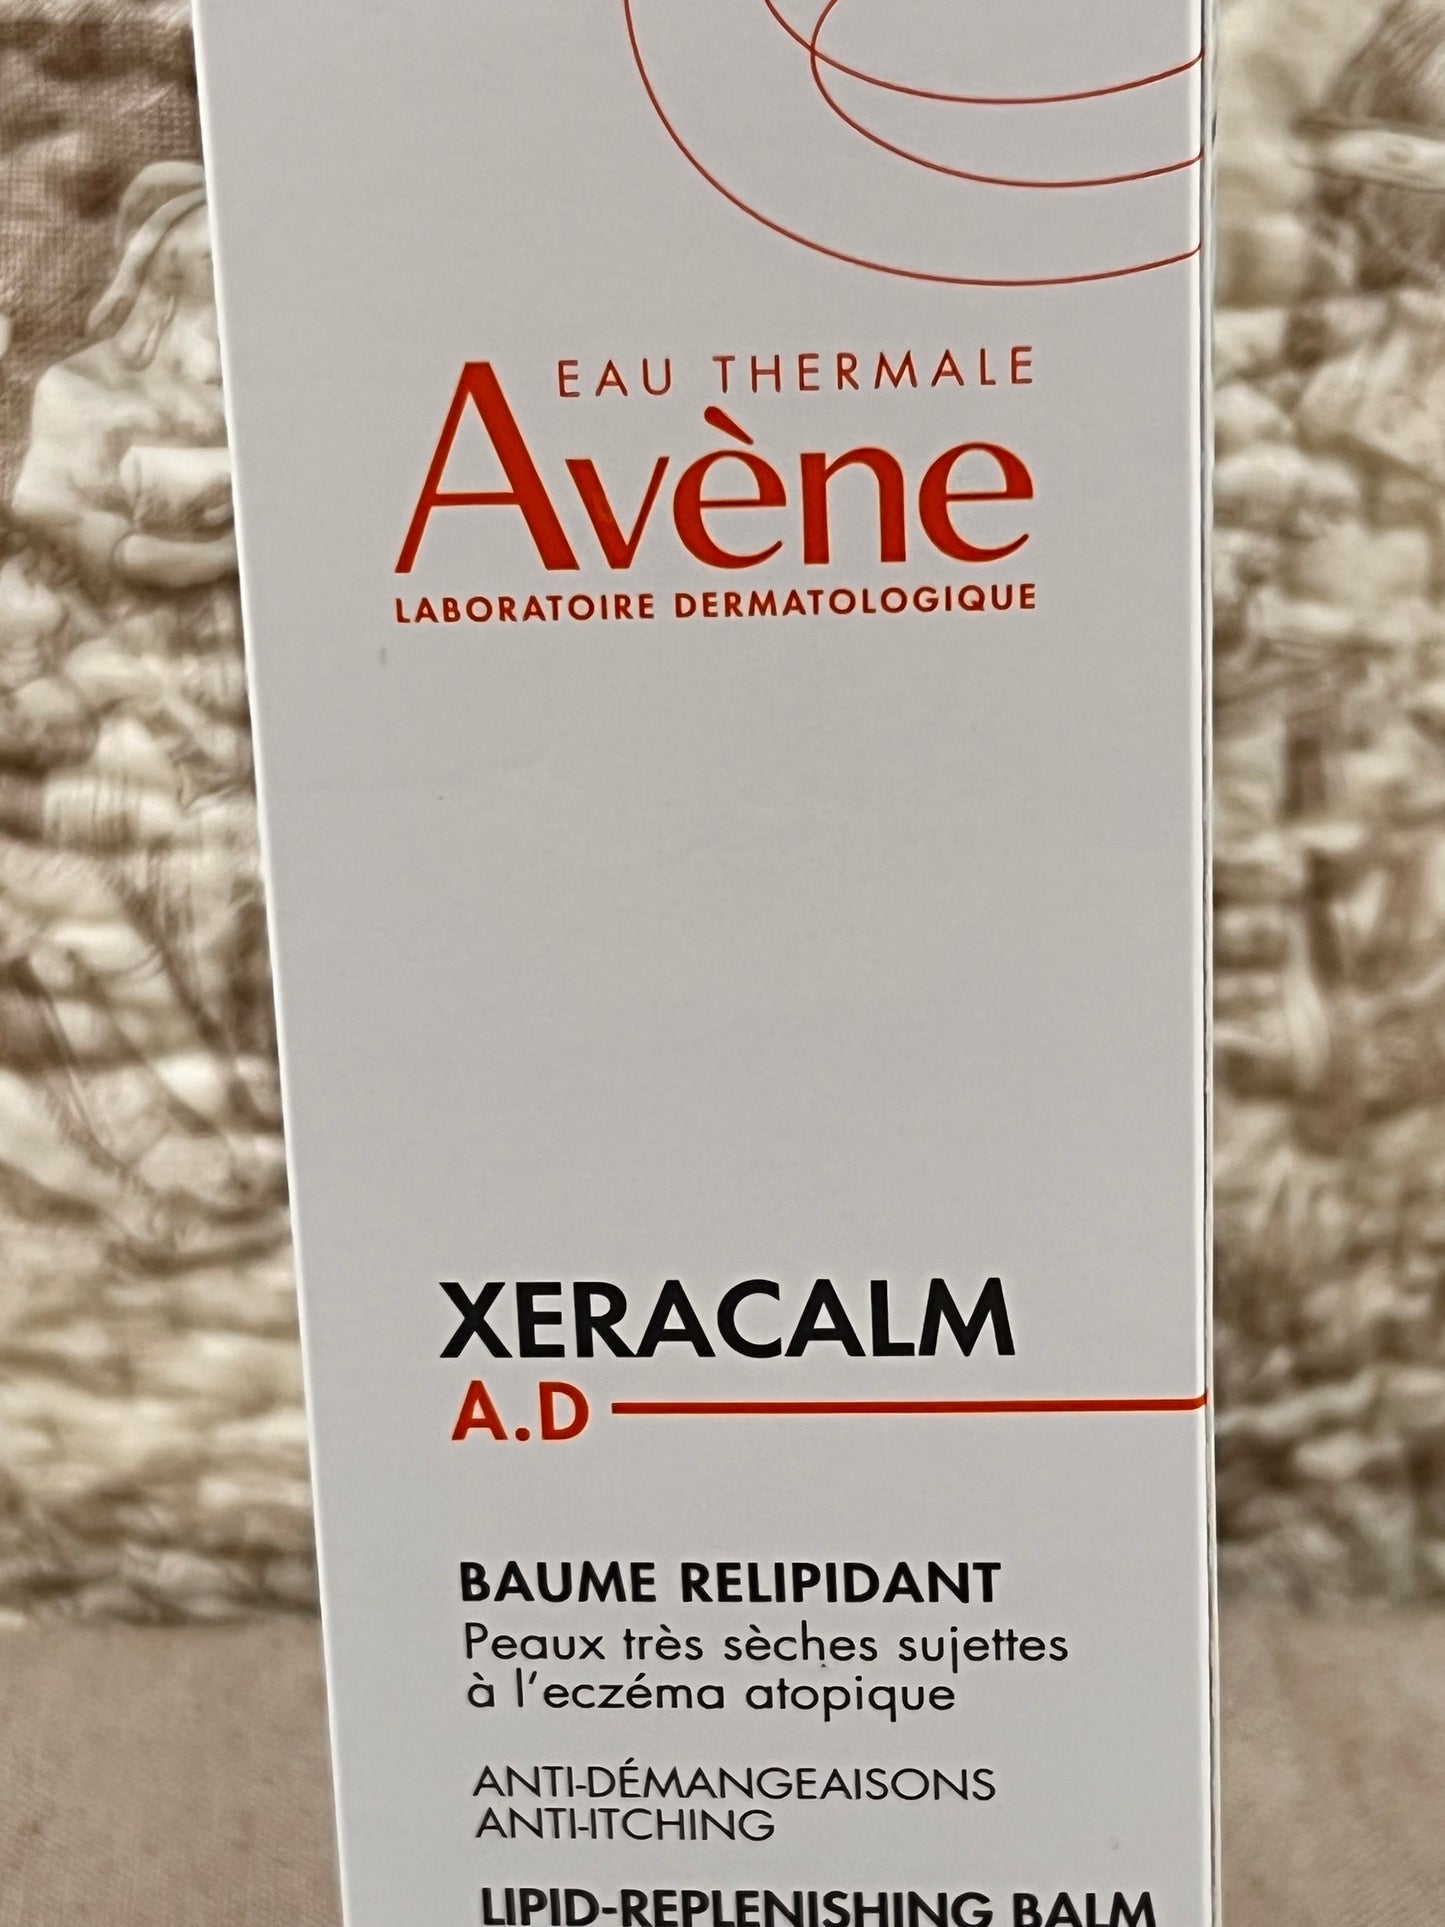 EAU THERMALE
Avène
LABORATOIRE DERMATOLOGIQUE
XERACALM
A.D
BAUME RELIPIDANT
Peaux très sèches sujettes
à l'eczéma atopique
ANTI-DÉMANGEAISONS
ANTI-ITCHING
LIPID-REPLENISHING BALM